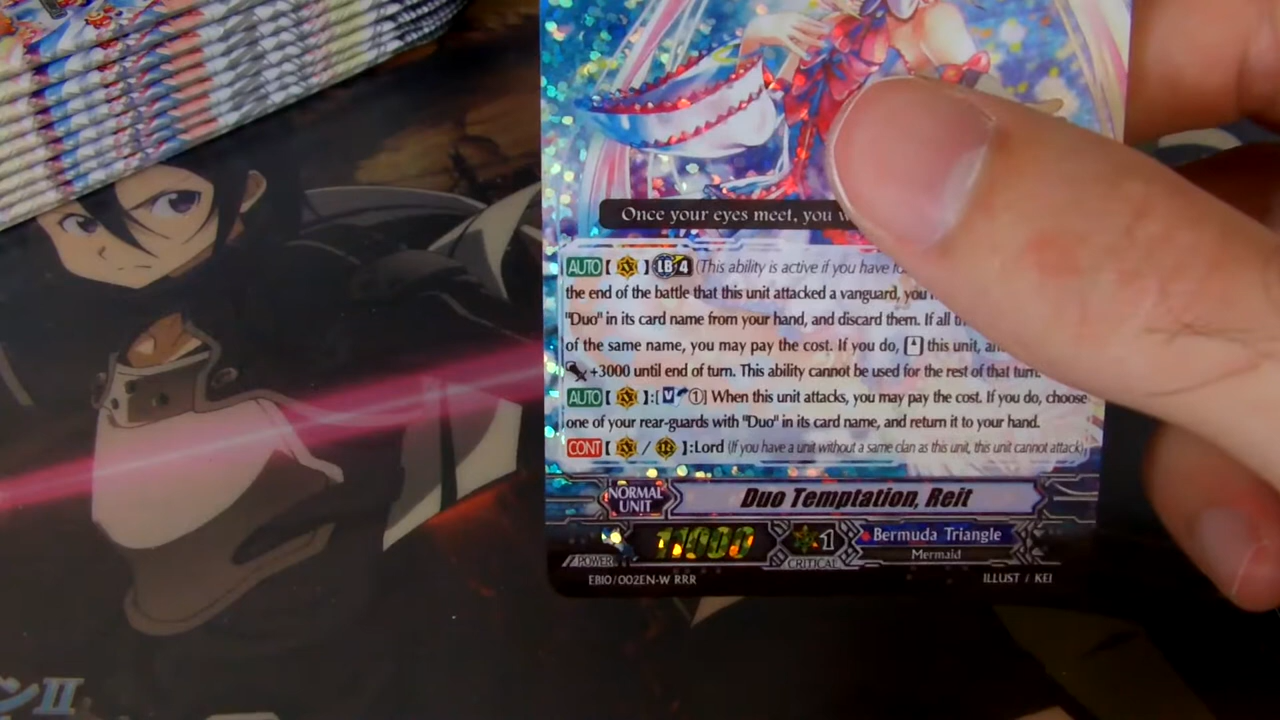 Once your eyes meet, you
AUTO [ ] LB 4 (This ability is active if you have
the end of the battle that this unit attacked a vanguard, you
"Duo" in its card name from your hand, and discard them. If all
of the same name, you may pay the cost. If you do, this unit,
+3000 until end of turn. This ability cannot be used for the rest of that turn.
AUTO [ ]:[ V 1] When this unit attacks, you may pay the cost. If you do, choose
one of your rear-guards with "Duo" in its card name, and return it to your hand.
CONT [ / ]:Lord (If you have a unit without a same clan as this unit, this unit cannot attack)
NORMAL UNIT
Duo Temptation, Reit
POWER 11000
CRITICAL 1
Bermuda Triangle
Mermaid
EB10/002EN-W RRR
ILLUST / KEI
ンII